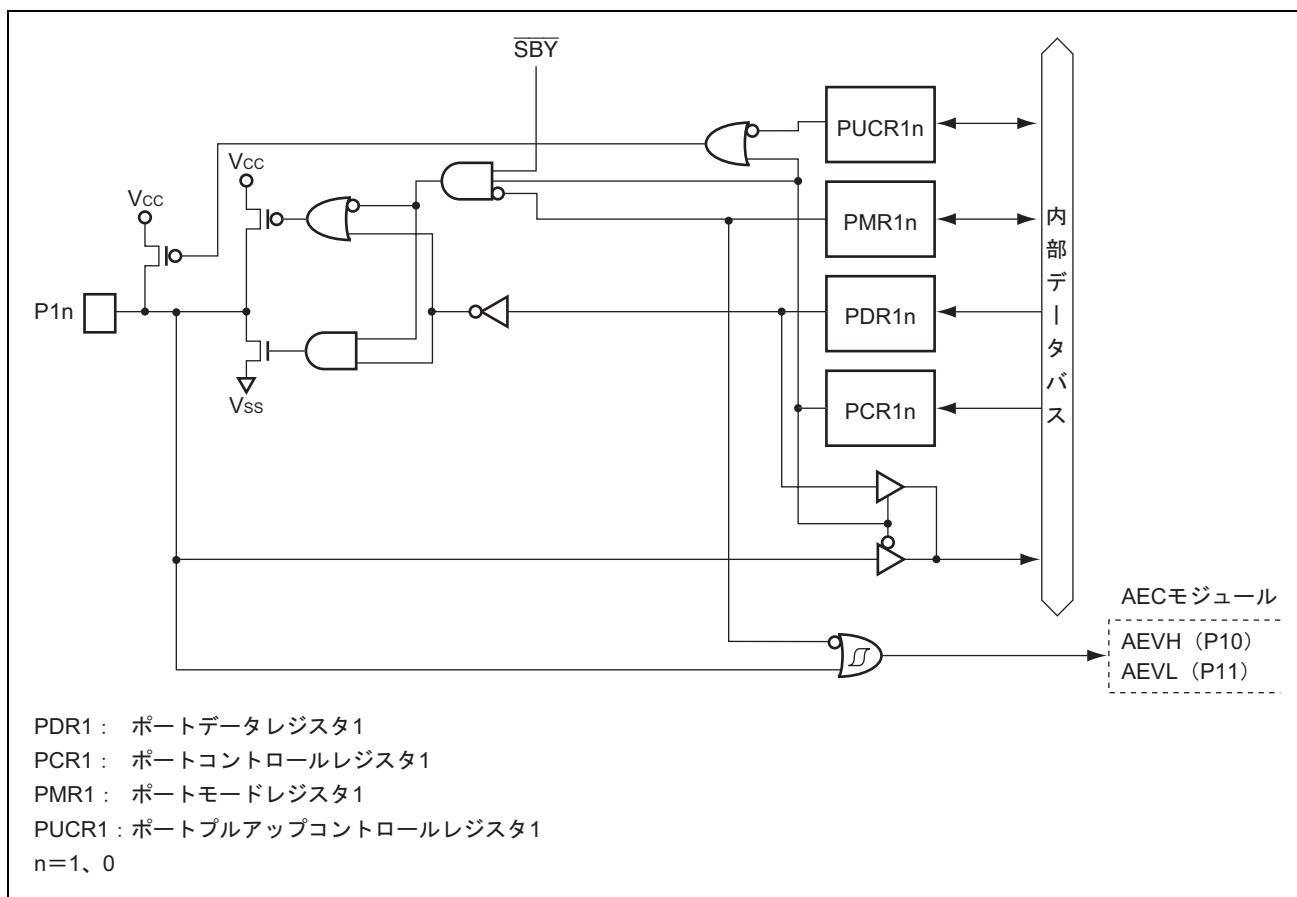 SBY
PUCR1n
VCC
VCC
PMR1n
内部データバス
PDR1n
P1n
VSS
PCR1n
AECモジュール
AEVH（P10）
AEVL（P11）
PDR1： ポートデータレジスタ1
PCR1： ポートコントロールレジスタ1
PMR1： ポートモードレジスタ1
PUCR1：ポートプルアップコントロールレジスタ1
n＝1、0